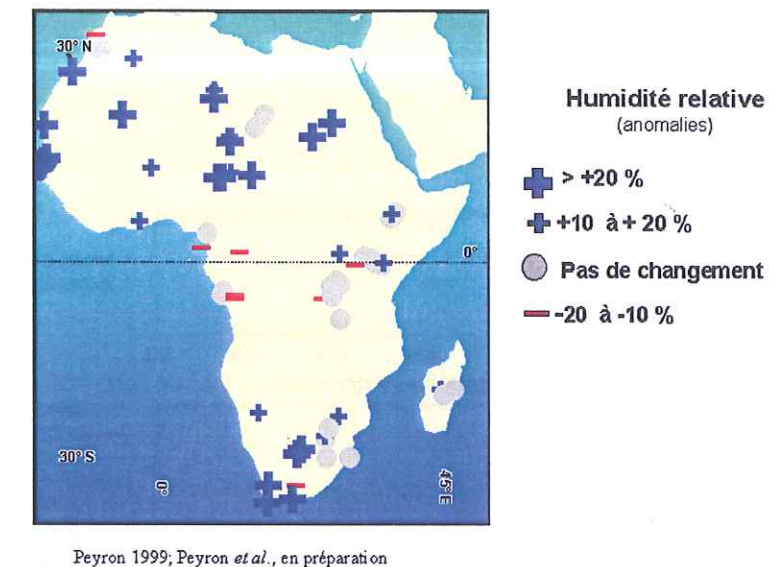 30° N
0°
30° S
0°
45° E
Humidité relative
(anomalies)
> +20 %
+10 à + 20 %
Pas de changement
-20 à -10 %
Peyron 1999; Peyron et al., en préparation